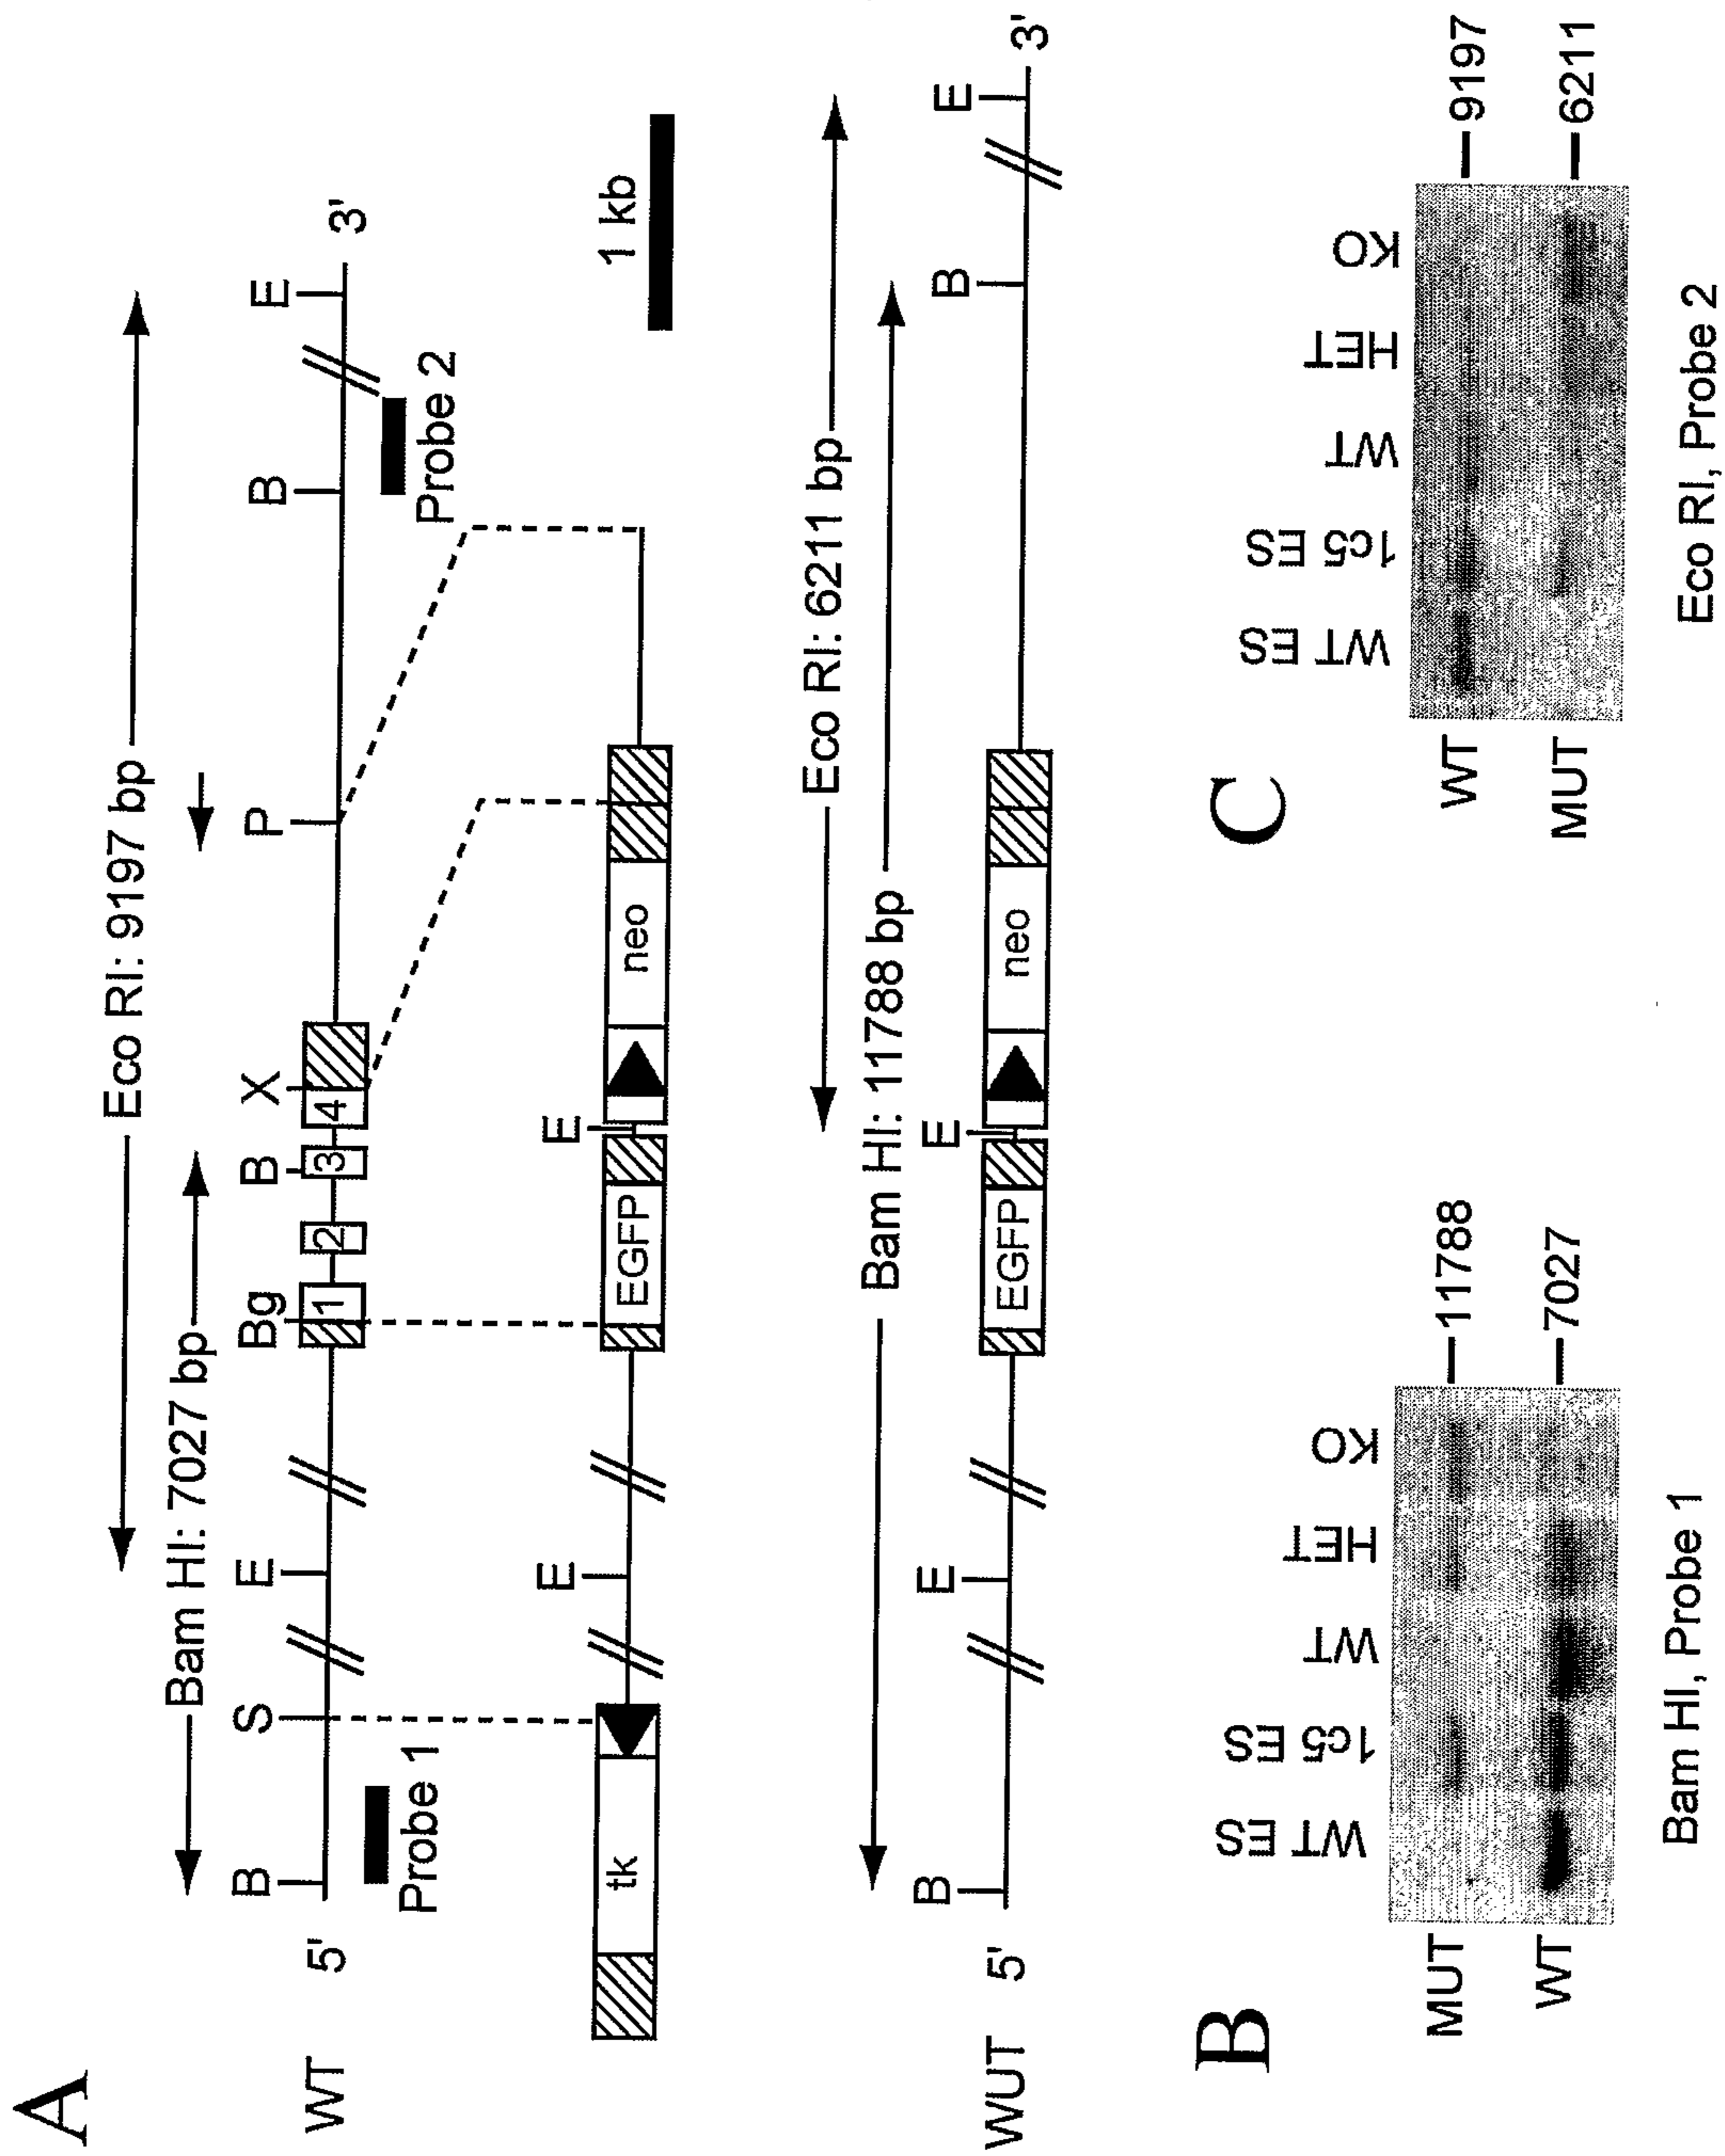 A
Eco RI: 9197 bp
Bam HI: 7027 bp
B S E Bg B X P B E
WT 5' 1 2 3 4 3'
Probe 1 Probe 2
1 kb
E E
tk EGFP neo
Eco RI: 6211 bp
Bam HI: 11788 bp
B E E B E
WUT 5' EGFP neo 3'
B
WT ES 1c5 ES WT HET KO
MUT 11788
WT 7027
Bam HI, Probe 1
C
WT ES 1c5 ES WT HET KO
WT 9197
MUT 6211
Eco RI, Probe 2